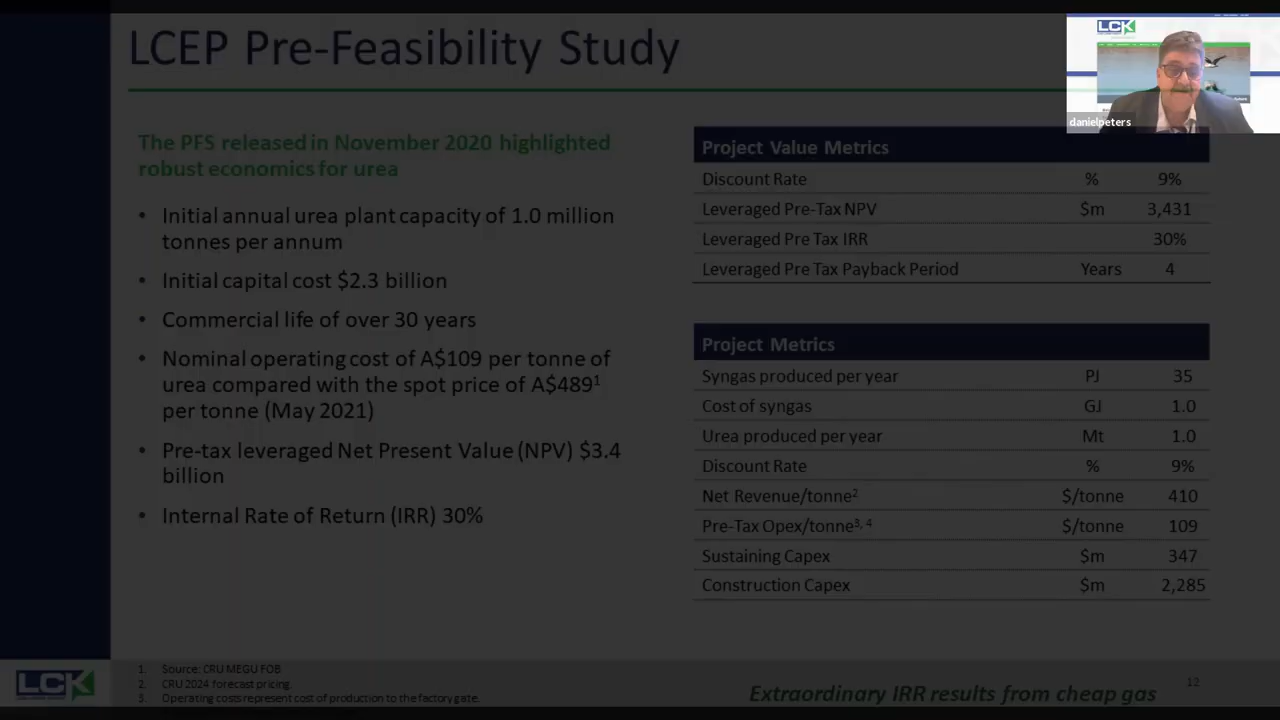 LCEP Pre-Feasibility Study
LCK
danielpeters
The PFS released in November 2020 highlighted
robust economics for urea
• Initial annual urea plant capacity of 1.0 million
tonnes per annum
• Initial capital cost $2.3 billion
• Commercial life of over 30 years
• Nominal operating cost of A$109 per tonne of
urea compared with the spot price of A$489¹
per tonne (May 2021)
• Pre-tax leveraged Net Present Value (NPV) $3.4
billion
• Internal Rate of Return (IRR) 30%
Project Value Metrics
Discount Rate % 9%
Leveraged Pre-Tax NPV $m 3,431
Leveraged Pre Tax IRR 30%
Leveraged Pre Tax Payback Period Years 4
Project Metrics
Syngas produced per year PJ 35
Cost of syngas GJ 1.0
Urea produced per year Mt 1.0
Discount Rate % 9%
Net Revenue/tonne² $/tonne 410
Pre-Tax Opex/tonne³, ⁴ $/tonne 109
Sustaining Capex $m 347
Construction Capex $m 2,285
LCK
1. Source: CRU MEGU FOB
2. CRU 2024 forecast pricing
3. Operating costs represent cost of production to the factory gate.
Extraordinary IRR results from cheap gas
12